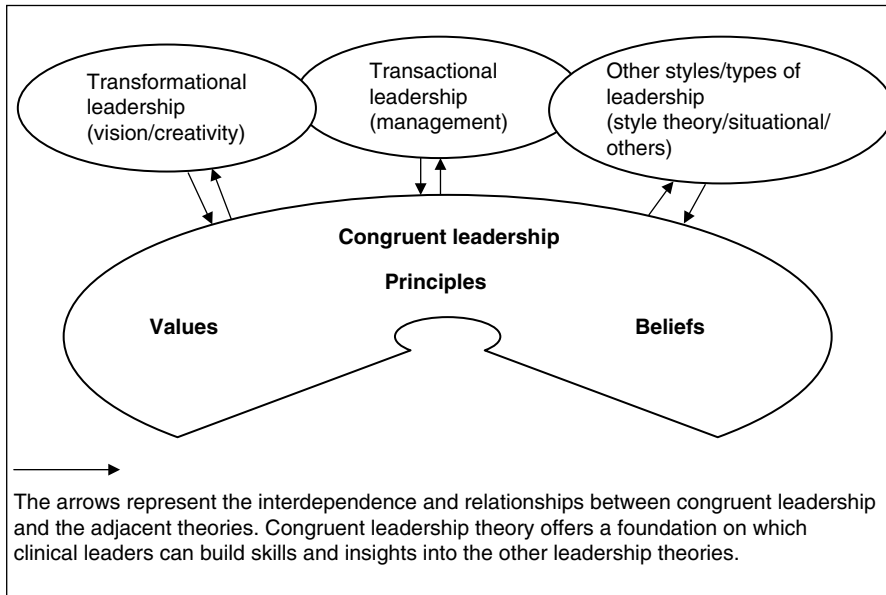 Transformational
leadership
(vision/creativity)
Transactional
leadership
(management)
Other styles/types of
leadership
(style theory/situational/
others)
Congruent leadership
Principles
Values
Beliefs
The arrows represent the interdependence and relationships between congruent leadership
and the adjacent theories. Congruent leadership theory offers a foundation on which
clinical leaders can build skills and insights into the other leadership theories.